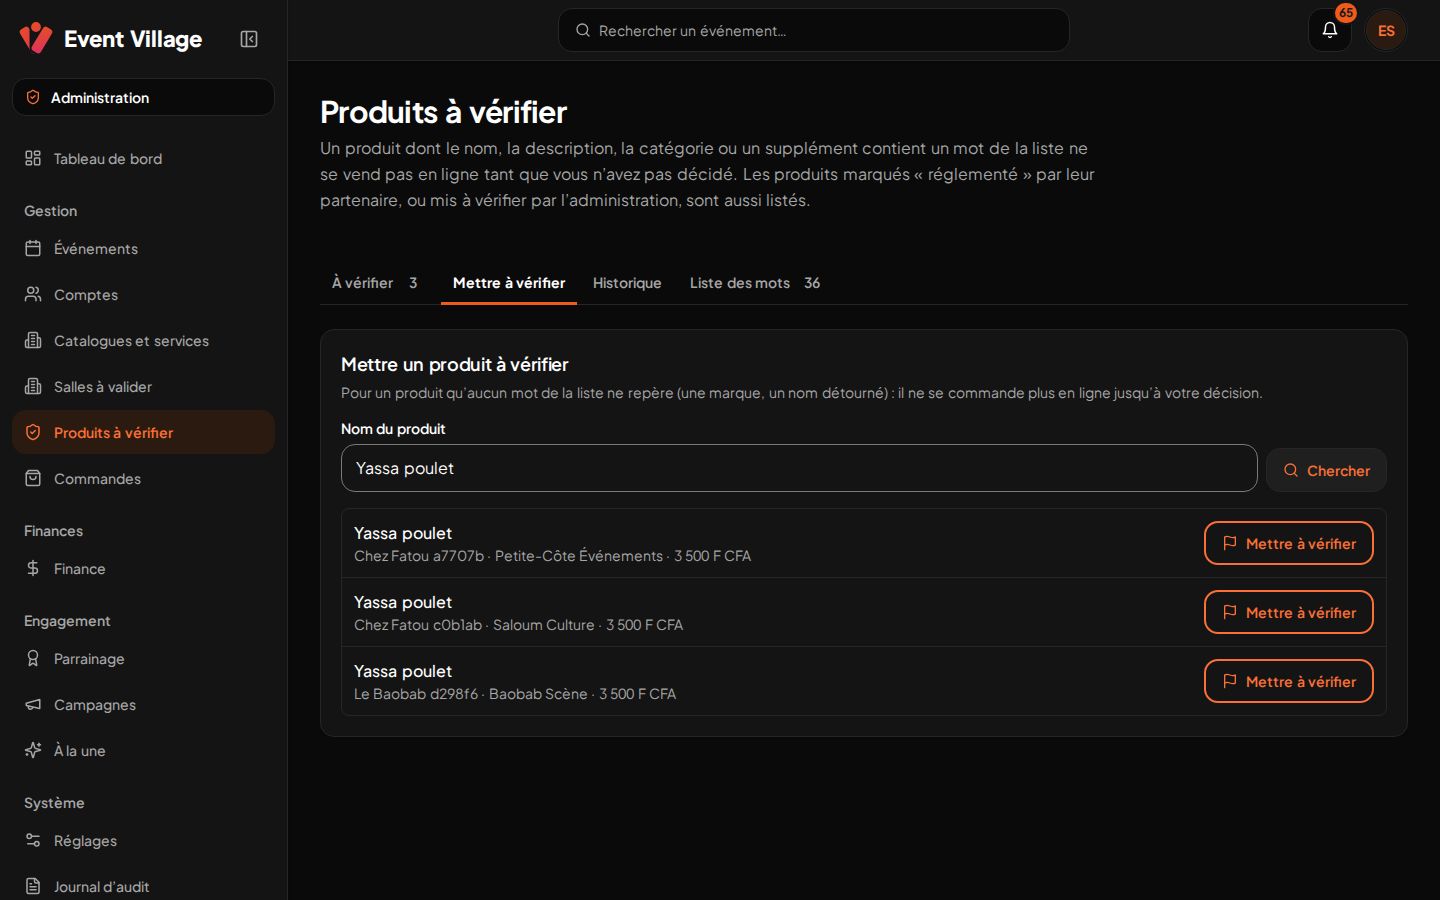 Event Village
Rechercher un événement...
65
ES
Administration
Tableau de bord
Gestion
Événements
Comptes
Catalogues et services
Salles à valider
Produits à vérifier
Commandes
Finances
Finance
Engagement
Parrainage
Campagnes
À la une
Système
Réglages
Journal d'audit
Produits à vérifier
Un produit dont le nom, la description, la catégorie ou un supplément contient un mot de la liste ne
se vend pas en ligne tant que vous n'avez pas décidé. Les produits marqués « réglementé » par leur
partenaire, ou mis à vérifier par l'administration, sont aussi listés.
À vérifier 3 Mettre à vérifier Historique Liste des mots 36
Mettre un produit à vérifier
Pour un produit qu'aucun mot de la liste ne repère (une marque, un nom détourné) : il ne se commande plus en ligne jusqu'à votre décision.
Nom du produit
Yassa poulet
Chercher
Yassa poulet
Chez Fatou a7707b · Petite-Côte Événements · 3 500 F CFA
Mettre à vérifier
Yassa poulet
Chez Fatou c0b1ab · Saloum Culture · 3 500 F CFA
Mettre à vérifier
Yassa poulet
Le Baobab d298f6 · Baobab Scène · 3 500 F CFA
Mettre à vérifier